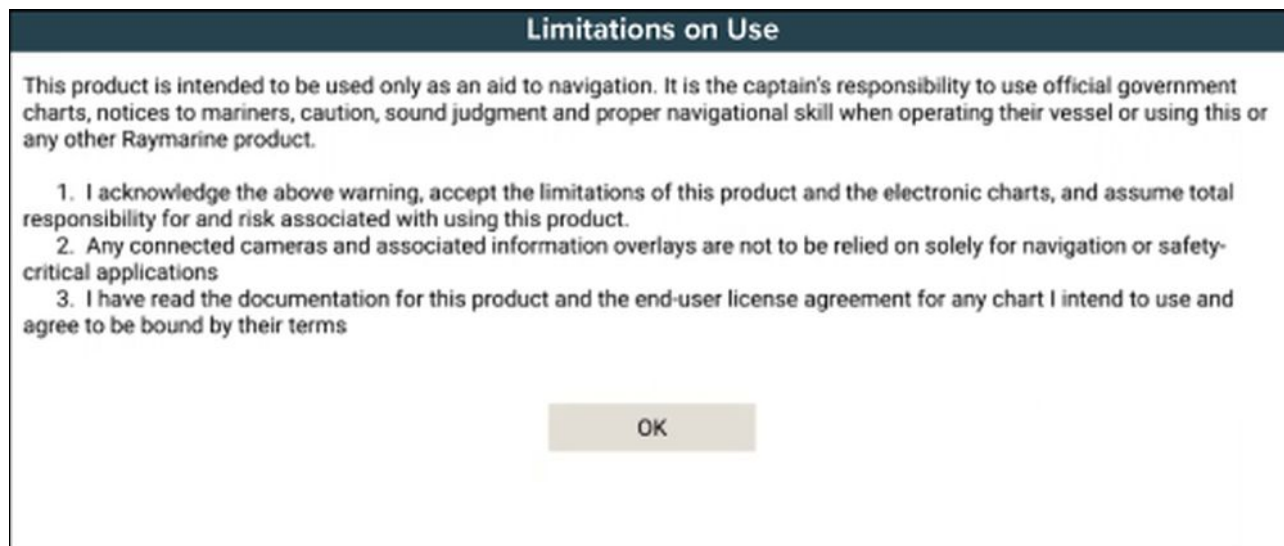 Limitations on Use
This product is intended to be used only as an aid to navigation. It is the captain's responsibility to use official government
charts, notices to mariners, caution, sound judgment and proper navigational skill when operating their vessel or using this or
any other Raymarine product.
1. I acknowledge the above warning, accept the limitations of this product and the electronic charts, and assume total
responsibility for and risk associated with using this product.
2. Any connected cameras and associated information overlays are not to be relied on solely for navigation or safety-
critical applications
3. I have read the documentation for this product and the end-user license agreement for any chart I intend to use and
agree to be bound by their terms
OK